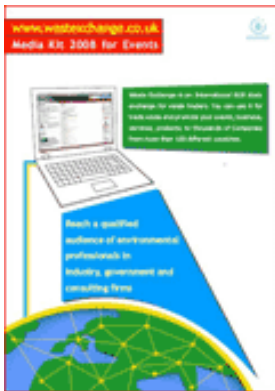 www.wastexchange.co.uk
Media Kit 2008 for Events
Waste Exchange is an International B2B
exchange for waste traders. You can use it for
trade waste and promote your events, business,
services, products, to thousands of Companies
from more than 100 different countries.
Reach a qualified
audience of environmental
professionals in
industry, government and
consulting firms